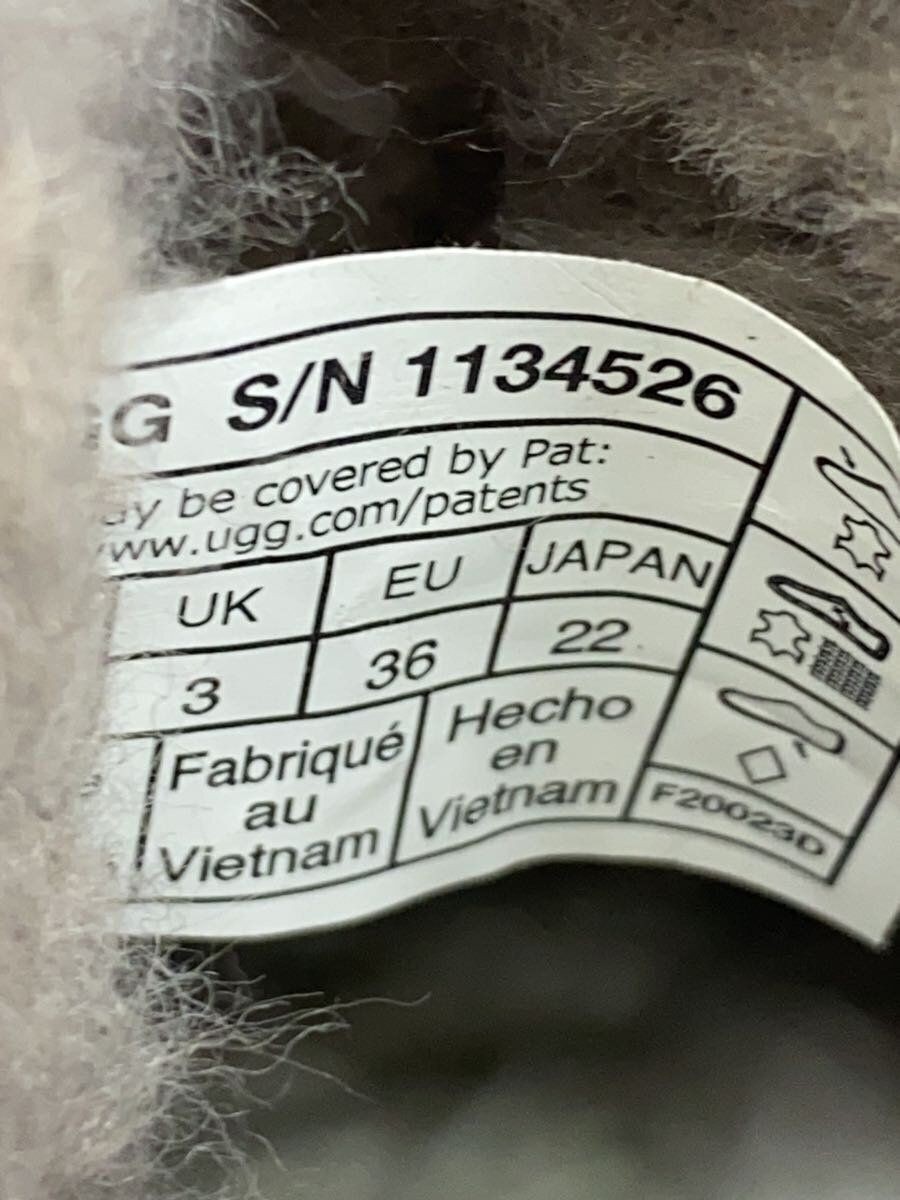 GG S/N 1134526
ay be covered by Pat:
www.ugg.com/patents
UK EU JAPAN
3 36 22
Fabriqué au Vietnam
Hecho en Vietnam
F20023D